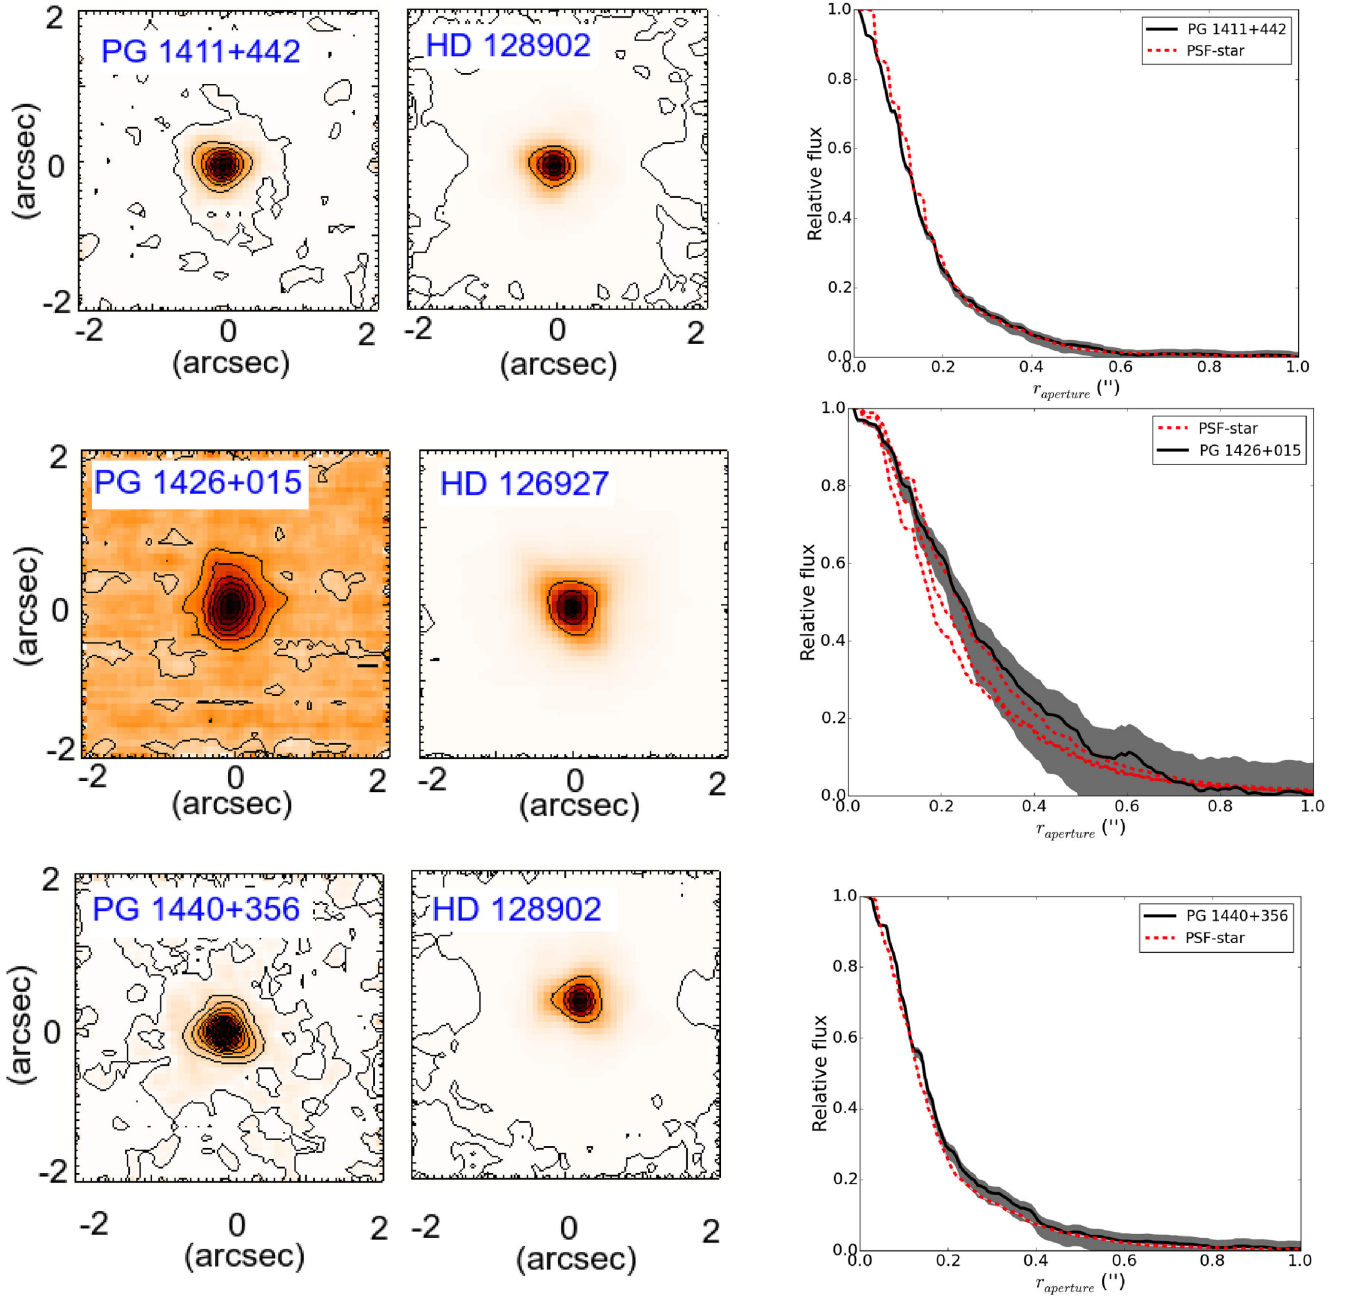 2
PG 1411+442
HD 128902
(arcsec)
0
-2
-2 0 2
(arcsec)
-2 0 2
(arcsec)
1.0
0.8
0.6
0.4
0.2
0.0
Relative flux
PG 1411+442
PSF-star
0.0 0.2 0.4 0.6 0.8 1.0
r_aperture ('')
2
PG 1426+015
HD 126927
(arcsec)
0
-2
-2 0 2
(arcsec)
-2 0 2
(arcsec)
1.0
0.8
0.6
0.4
0.2
0.0
Relative flux
PSF-star
PG 1426+015
0.0 0.2 0.4 0.6 0.8 1.0
r_aperture ('')
2
PG 1440+356
HD 128902
(arcsec)
0
-2
-2 0 2
(arcsec)
-2 0 2
(arcsec)
1.0
0.8
0.6
0.4
0.2
0.0
Relative flux
PG 1440+356
PSF-star
0.0 0.2 0.4 0.6 0.8 1.0
r_aperture ('')